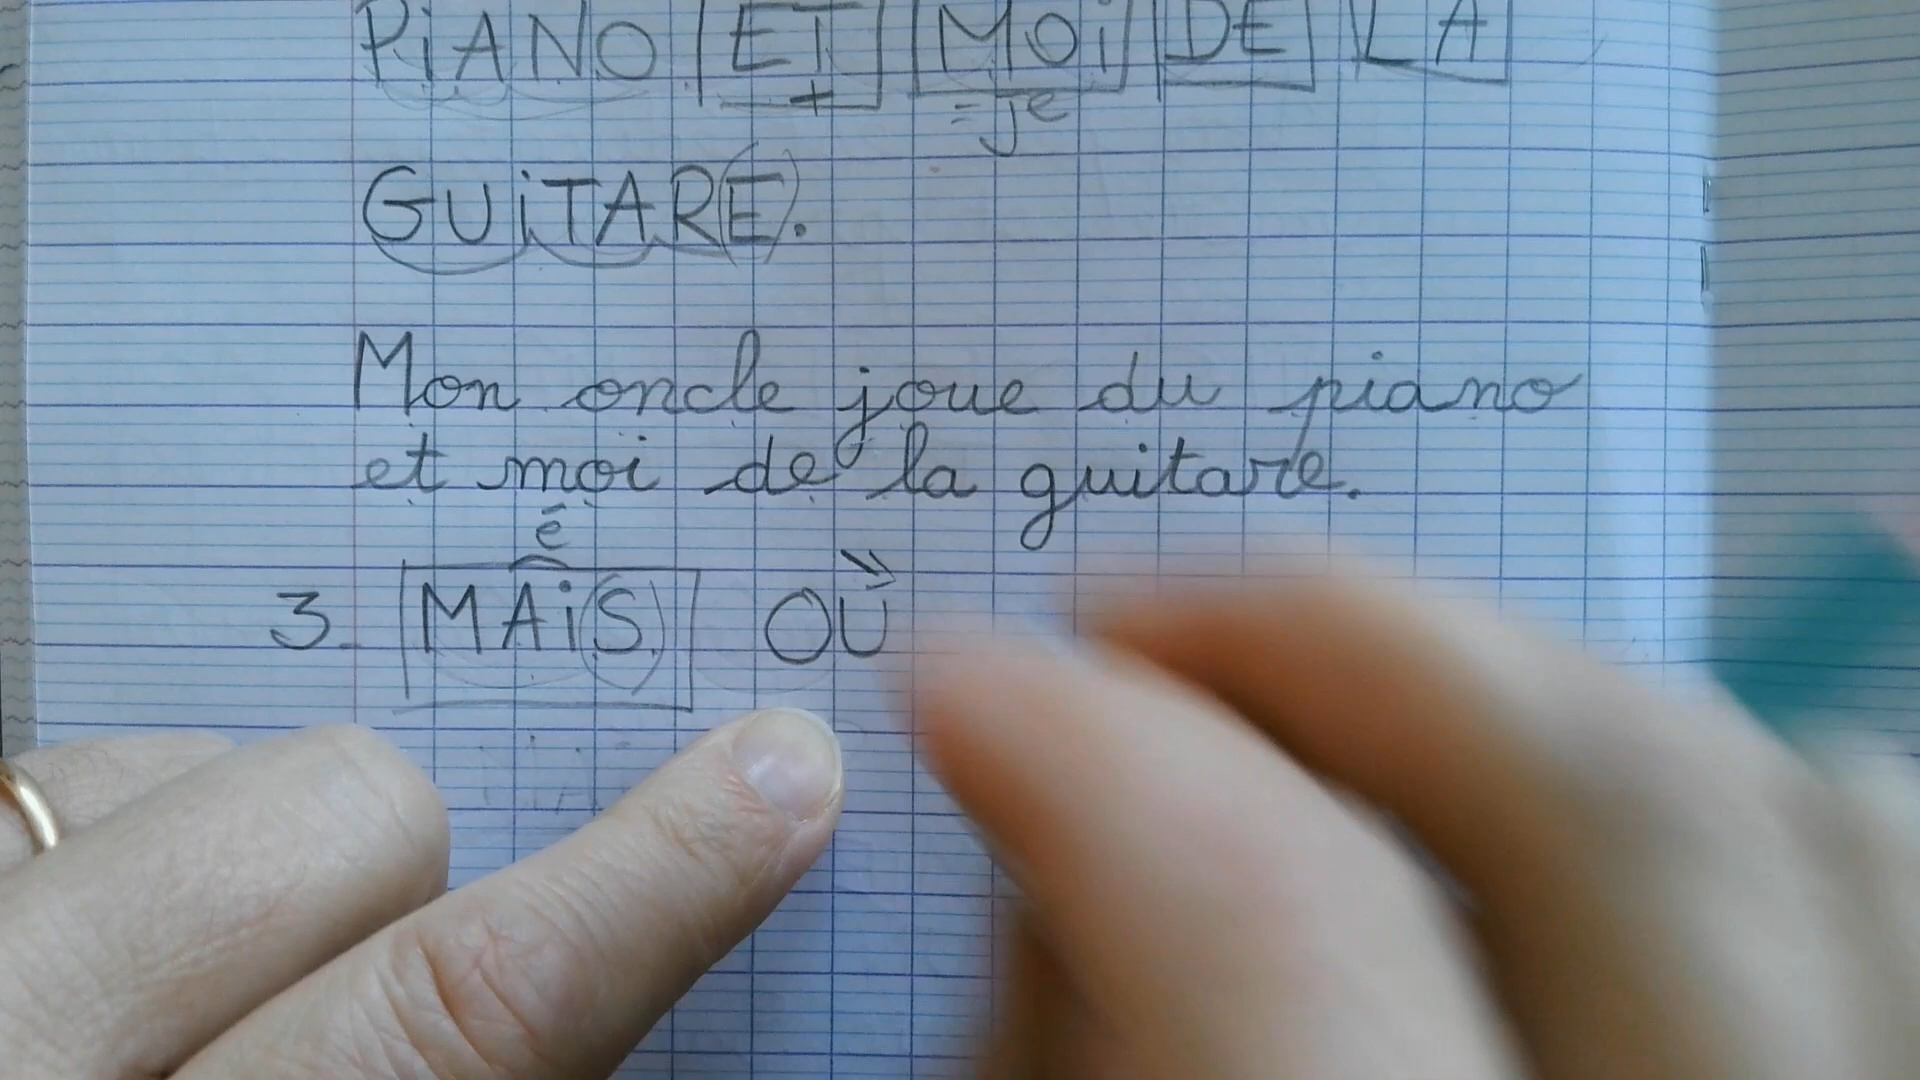 PiANO ET MOi DE LA
+ =je
GUiTARE.
Mon oncle joue du piano
et moi de la guitare.
é
3. MAiS OÙ